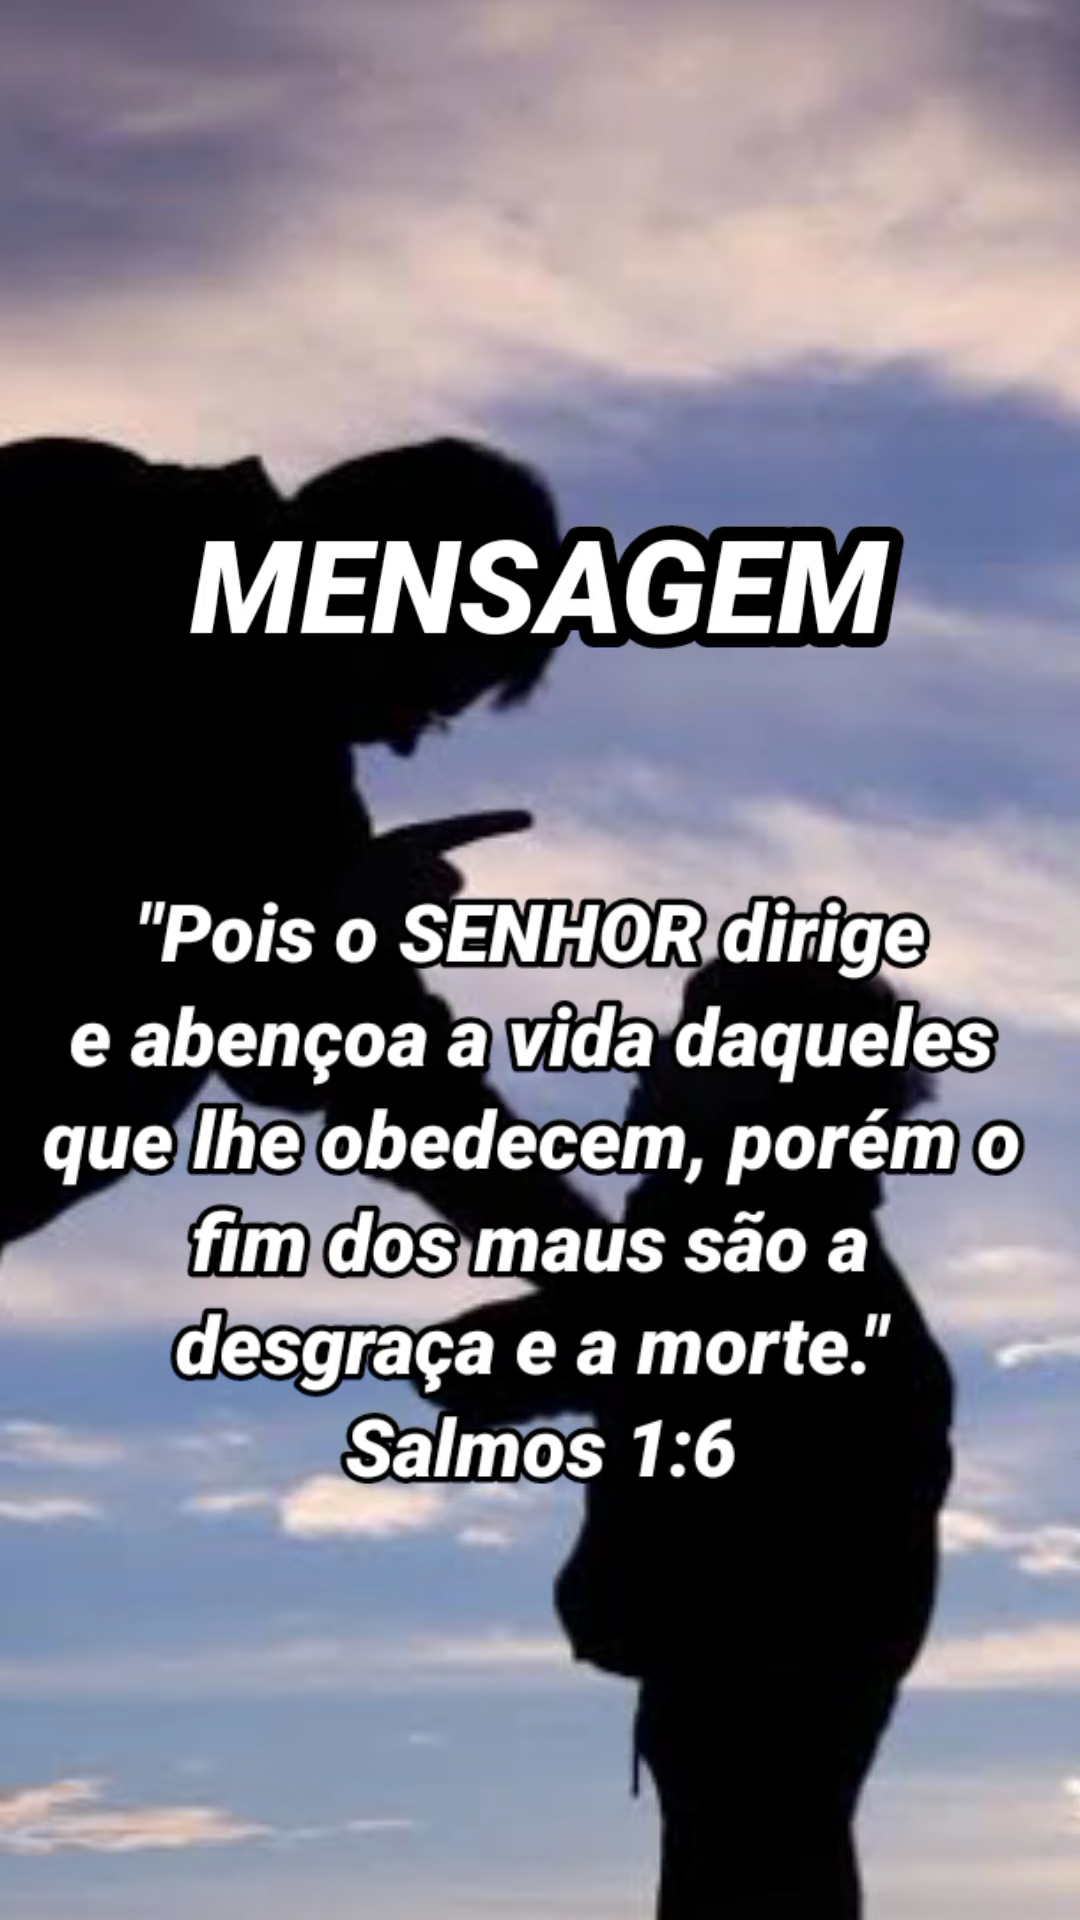 MENSAGEM
"Pois o SENHOR dirige
e abençoa a vida daqueles
que lhe obedecem, porém o
fim dos maus são a
desgraça e a morte."
Salmos 1:6